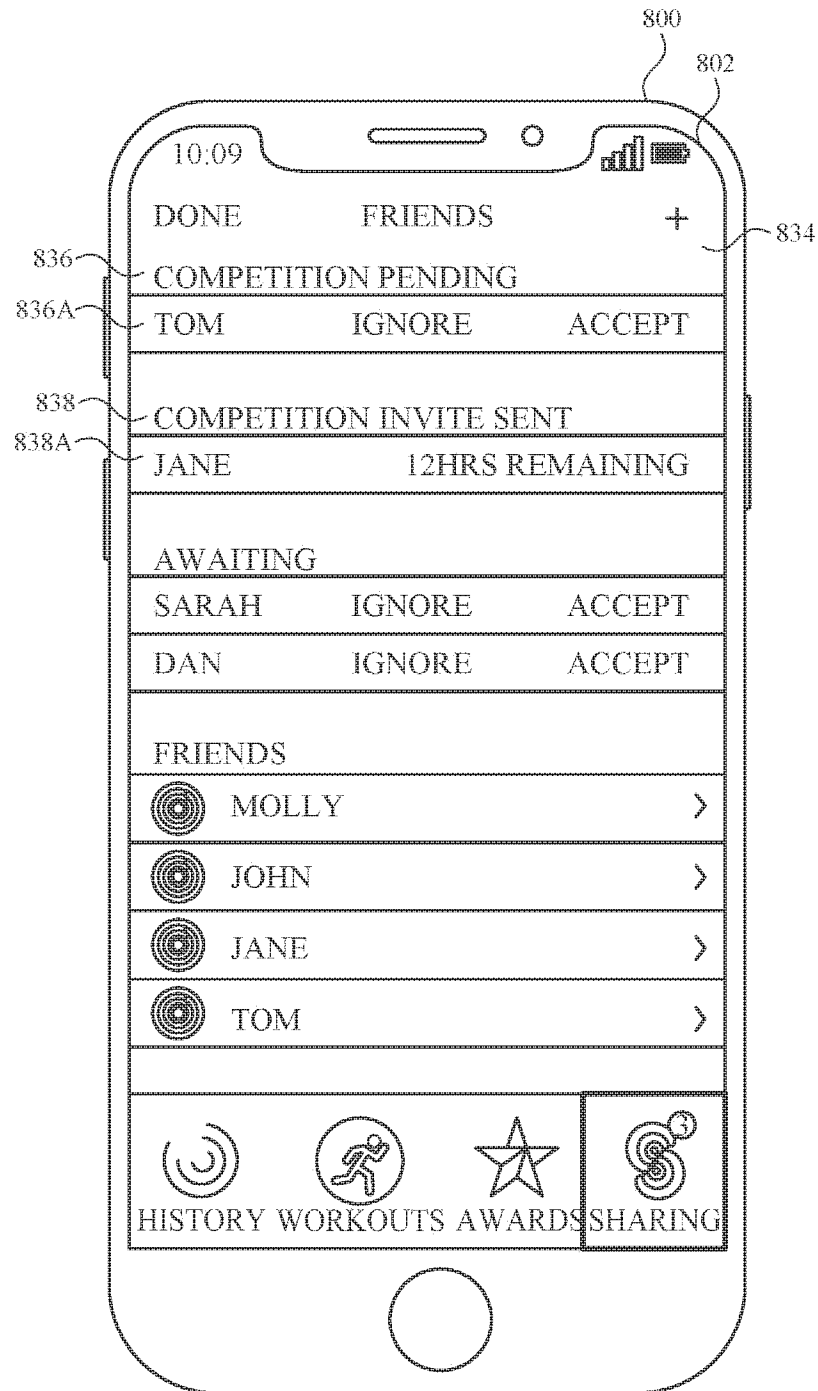 800
802
10:09
DONE FRIENDS +
834
836 COMPETITION PENDING
836A TOM IGNORE ACCEPT
838 COMPETITION INVITE SENT
838A JANE 12HRS REMAINING
AWAITING
SARAH IGNORE ACCEPT
DAN IGNORE ACCEPT
FRIENDS
MOLLY >
JOHN >
JANE >
TOM >
3
HISTORY WORKOUTS AWARDS SHARING